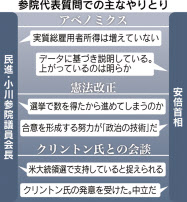 参院代表質問での主なやりとり
アベノミクス
実質総雇用者所得は増えていない
データに基づき説明している。
上がっているのは明らか
憲法改正
選挙で数を得たから進めてしまうのか
合意を形成する努力が「政治の技術」だ
クリントン氏との会談
米大統領選で支持していると捉えられる
クリントン氏の発意を受けた。中立だ
民進・小川参院議員会長
安倍首相